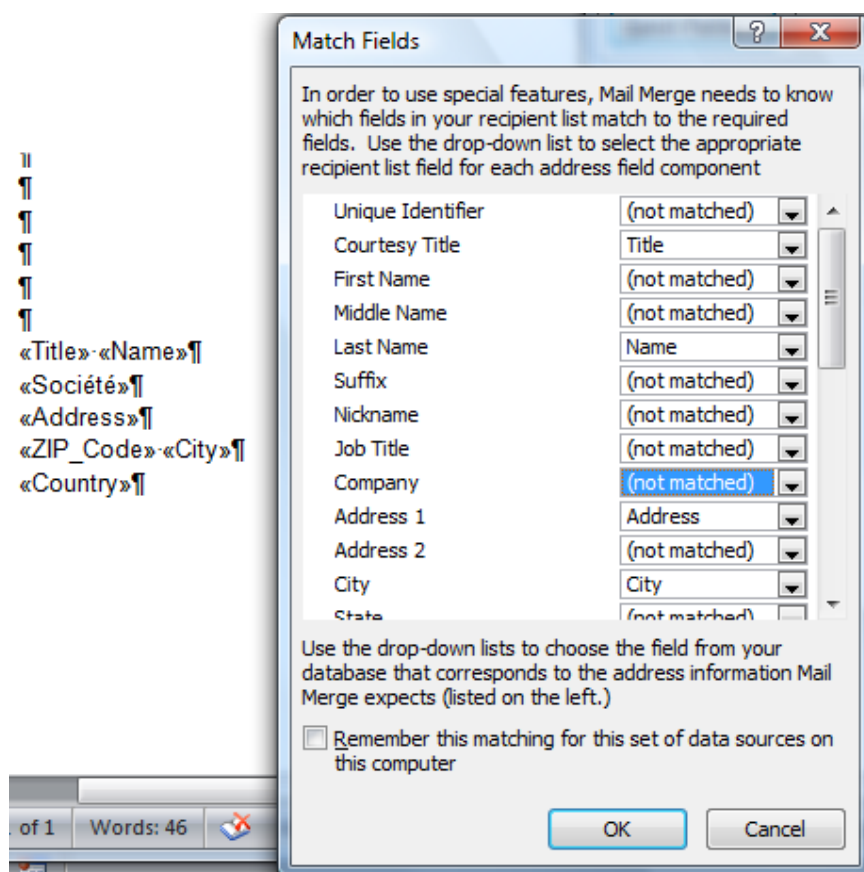 Match Fields
In order to use special features, Mail Merge needs to know
which fields in your recipient list match to the required
fields. Use the drop-down list to select the appropriate
recipient list field for each address field component
¶
¶
¶
¶
¶
¶
«Title»·«Name»¶
«Société»¶
«Address»¶
«ZIP_Code»·«City»¶
«Country»¶
Unique Identifier (not matched)
Courtesy Title Title
First Name (not matched)
Middle Name (not matched)
Last Name Name
Suffix (not matched)
Nickname (not matched)
Job Title (not matched)
Company (not matched)
Address 1 Address
Address 2 (not matched)
City City
State (not matched)
Use the drop-down lists to choose the field from your
database that corresponds to the address information Mail
Merge expects (listed on the left.)
Remember this matching for this set of data sources on
this computer
OK Cancel
of 1 Words: 46